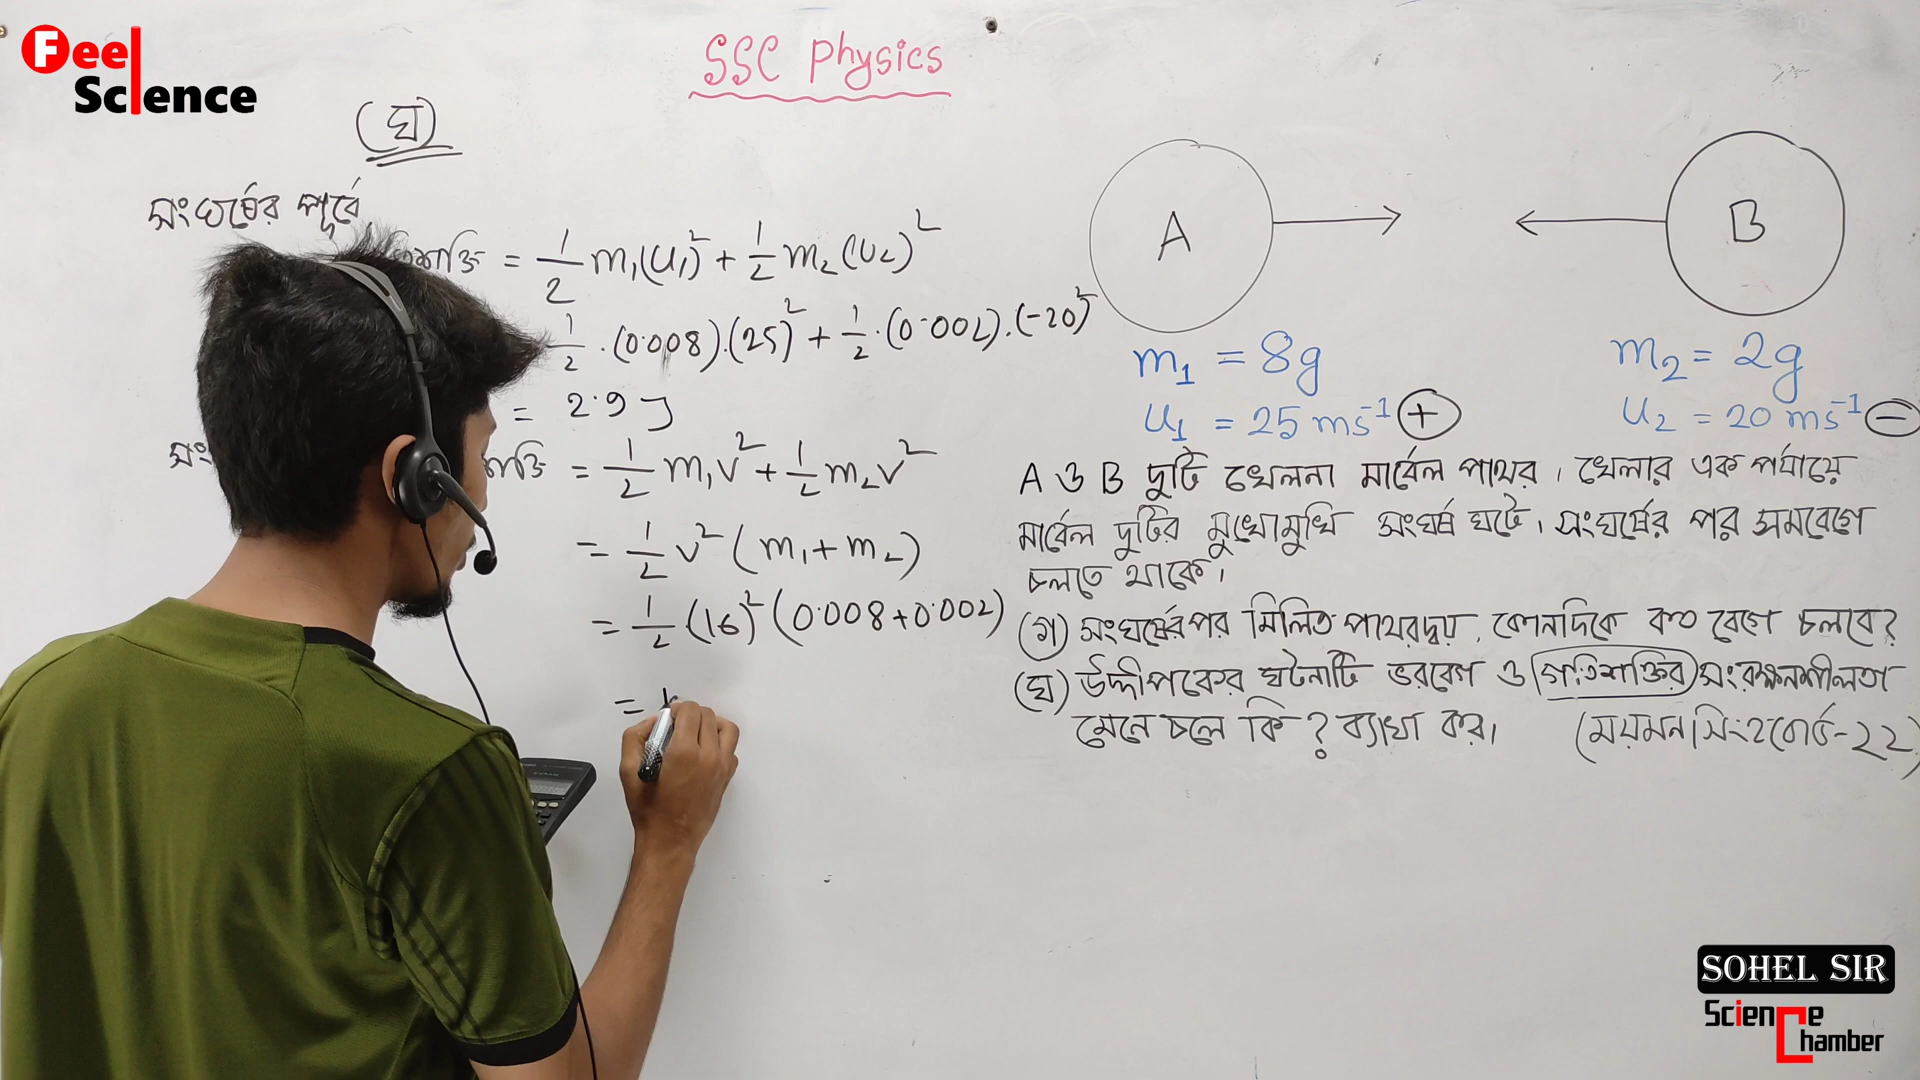 Feel
Science
SSC Physics
(ঘ)
সংঘর্ষের পূর্বে
= 1/2 m₁(u₁)² + 1/2 m₂(u₂)²
1/2 · (0·008)·(25)² + 1/2 · (0·002)·(-20)²
= 2·9 J
= 1/2 m₁v² + 1/2 m₂v²
= 1/2 v² (m₁ + m₂)
= 1/2 (16)² (0·008 + 0·002)
=
A
B
m₁ = 8g
u₁ = 25 ms⁻¹ (+)
m₂ = 2g
u₂ = 20 ms⁻¹ (−)
A ও B দুটি খেলনা মার্বেল পাথর। খেলার এক পর্যায়ে
মার্বেল দুটির মুখোমুখি সংঘর্ষ ঘটে। সংঘর্ষের পর সমবেগে
চলতে থাকে।
(গ) সংঘর্ষের পর মিলিত পাথরদ্বয় কোনদিকে কত বেগে চলবে?
(ঘ) উদ্দীপকের ঘটনাটি ভরবেগ ও গতিশক্তির সংরক্ষনশীলতা
মেনে চলে কি? ব্যাখা কর। (ময়মনসিংহ বোর্ড-২২)
SOHEL SIR
Science
Chamber